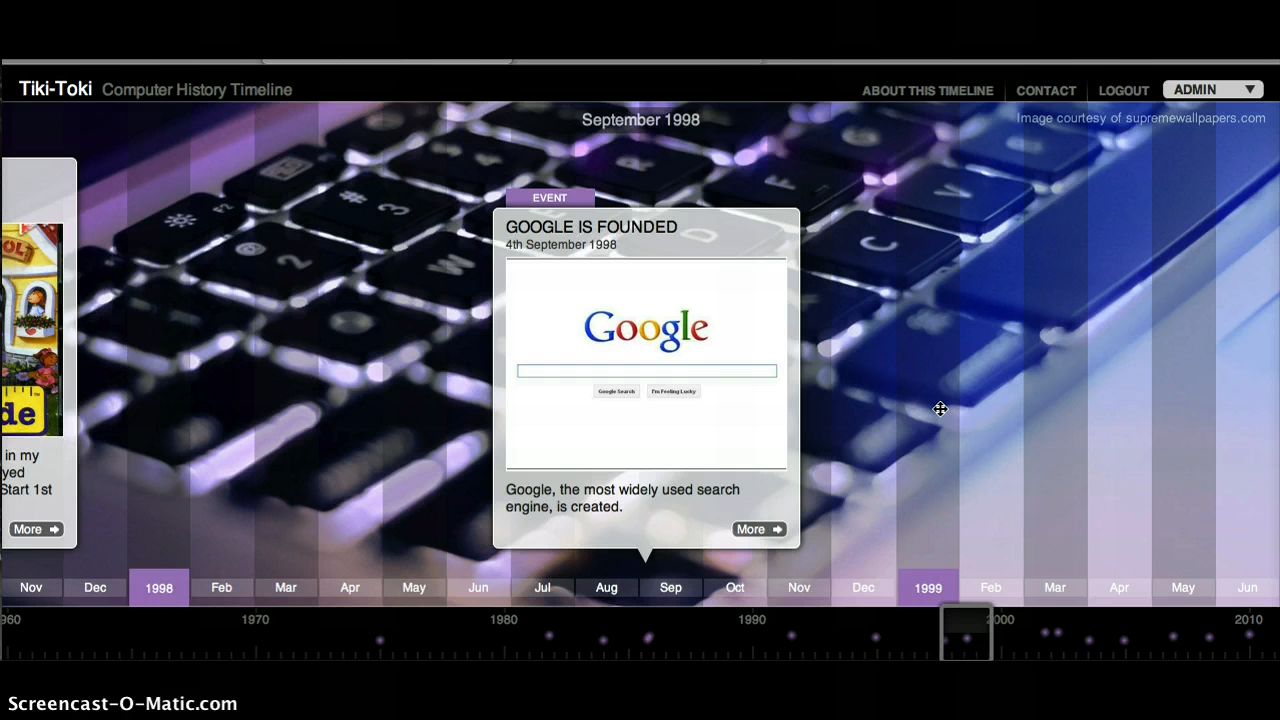 Tiki-Toki Computer History Timeline
ABOUT THIS TIMELINE CONTACT LOGOUT ADMIN
September 1998
Image courtesy of supremewallpapers.com
EVENT
GOOGLE IS FOUNDED
4th September 1998
Google
Google Search I'm Feeling Lucky
Google, the most widely used search
engine, is created.
More
de
in my
yed
Start 1st
More
F2
# 3
@ 2
W
$ 4
R
D
F
G
C
V
B
Nov Dec 1998 Feb Mar Apr May Jun Jul Aug Sep Oct Nov Dec 1999 Feb Mar Apr May Jun
960 1970 1980 1990 2000 2010
Screencast-O-Matic.com